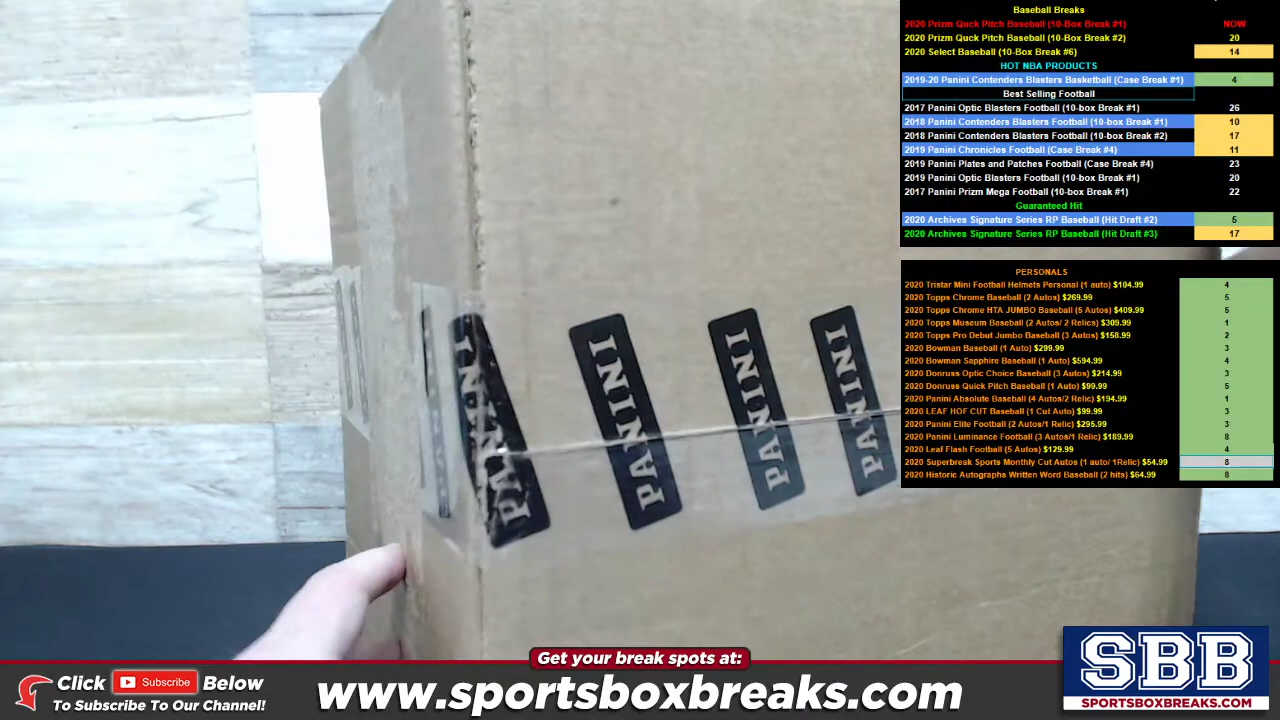 Baseball Breaks
2020 Prizm Quck Pitch Baseball (10-Box Break #1) NOW
2020 Prizm Quck Pitch Baseball (10-Box Break #2) 20
2020 Select Baseball (10-Box Break #6) 14
HOT NBA PRODUCTS
2019-20 Panini Contenders Blasters Basketball (Case Break #1) 4
Best Selling Football
2017 Panini Optic Blasters Football (10-box Break #1) 26
2018 Panini Contenders Blasters Football (10-box Break #1) 10
2018 Panini Contenders Blasters Football (10-box Break #2) 17
2019 Panini Chronicles Football (Case Break #4) 11
2019 Panini Plates and Patches Football (Case Break #4) 23
2019 Panini Optic Blasters Football (10-box Break #1) 20
2017 Panini Prizm Mega Football (10-box Break #1) 22
Guaranteed Hit
2020 Archives Signature Series RP Baseball (Hit Draft #2) 5
2020 Archives Signature Series RP Baseball (Hit Draft #3) 17
PERSONALS
2020 Tristar Mini Football Helmets Personal (1 auto) $104.99 4
2020 Topps Chrome Baseball (2 Autos) $269.99 5
2020 Topps Chrome HTA JUMBO Baseball (5 Autos) $409.99 5
2020 Topps Museum Baseball (2 Autos/ 2 Relics) $309.99 1
2020 Topps Pro Debut Jumbo Baseball (3 Autos) $158.99 2
2020 Bowman Baseball (1 Auto) $299.99 3
2020 Bowman Sapphire Baseball (1 Auto) $594.99 4
2020 Donruss Optic Choice Baseball (3 Autos) $214.99 3
2020 Donruss Quick Pitch Baseball (1 Auto) $99.99 5
2020 Panini Absolute Baseball (4 Autos/2 Relic) $194.99 1
2020 LEAF HOF CUT Baseball (1 Cut Auto) $99.99 3
2020 Panini Elite Football (2 Autos/1 Relic) $295.99 3
2020 Panini Luminance Football (3 Autos/1 Relic) $189.99 8
2020 Leaf Flash Football (5 Autos) $129.99 4
2020 Superbreak Sports Monthly Cut Autos (1 auto/ 1Relic) $54.99 8
2020 Historic Autographs Written Word Baseball (2 hits) $64.99 8
PANINI
PANINI
PANINI
PANINI
Get your break spots at:
Click Subscribe Below
To Subscribe To Our Channel!
www.sportsboxbreaks.com
SBB
SPORTSBOXBREAKS.COM